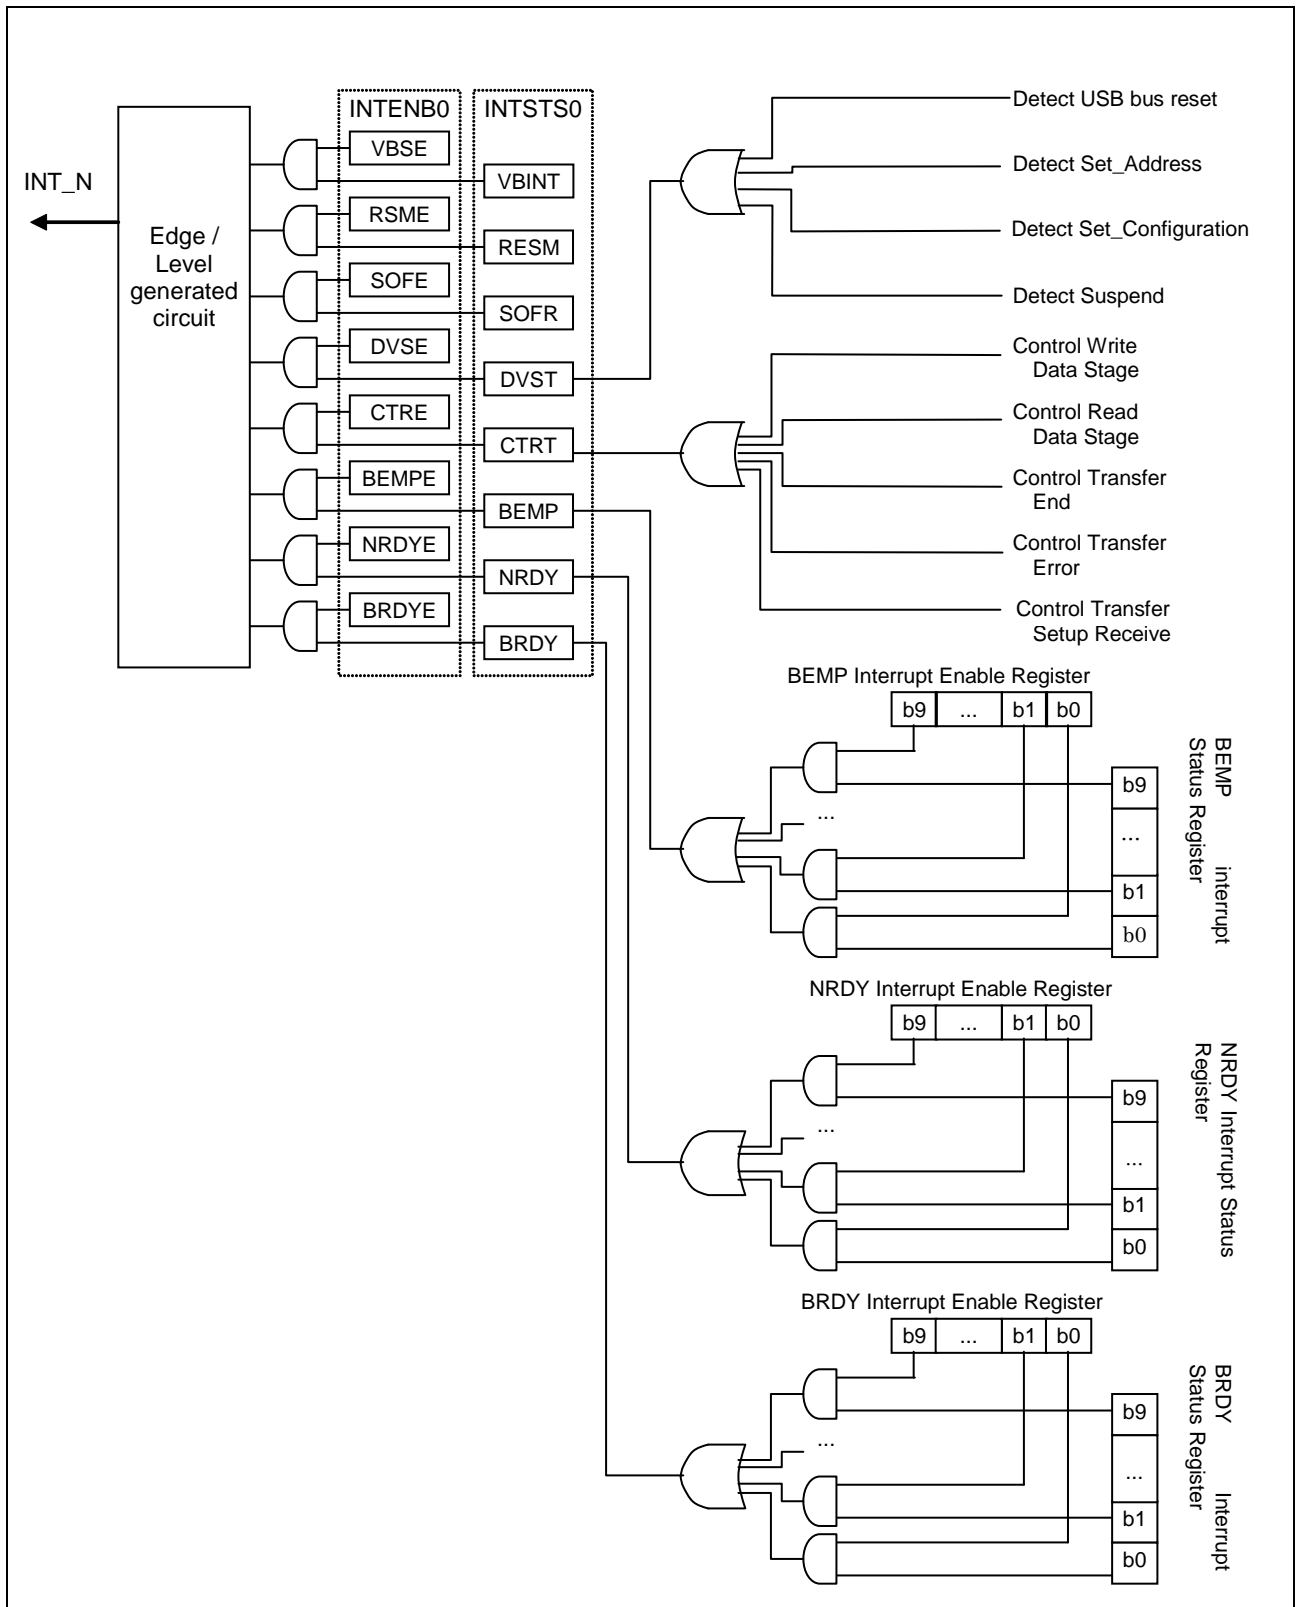 INTENB0
INTSTS0
VBSE
VBINT
RSME
RESM
SOFE
SOFR
DVSE
DVST
CTRE
CTRT
BEMPE
BEMP
NRDYE
NRDY
BRDYE
BRDY
INT_N
Edge /
Level
generated
circuit
Detect USB bus reset
Detect Set_Address
Detect Set_Configuration
Detect Suspend
Control Write
Data Stage
Control Read
Data Stage
Control Transfer
End
Control Transfer
Error
Control Transfer
Setup Receive
BEMP Interrupt Enable Register
b9 ... b1 b0
BEMP interrupt
Status Register
b9
...
b1
b0
...
NRDY Interrupt Enable Register
b9 ... b1 b0
NRDY Interrupt Status
Register
b9
...
b1
b0
...
BRDY Interrupt Enable Register
b9 ... b1 b0
BRDY Interrupt
Status Register
b9
...
b1
b0
...